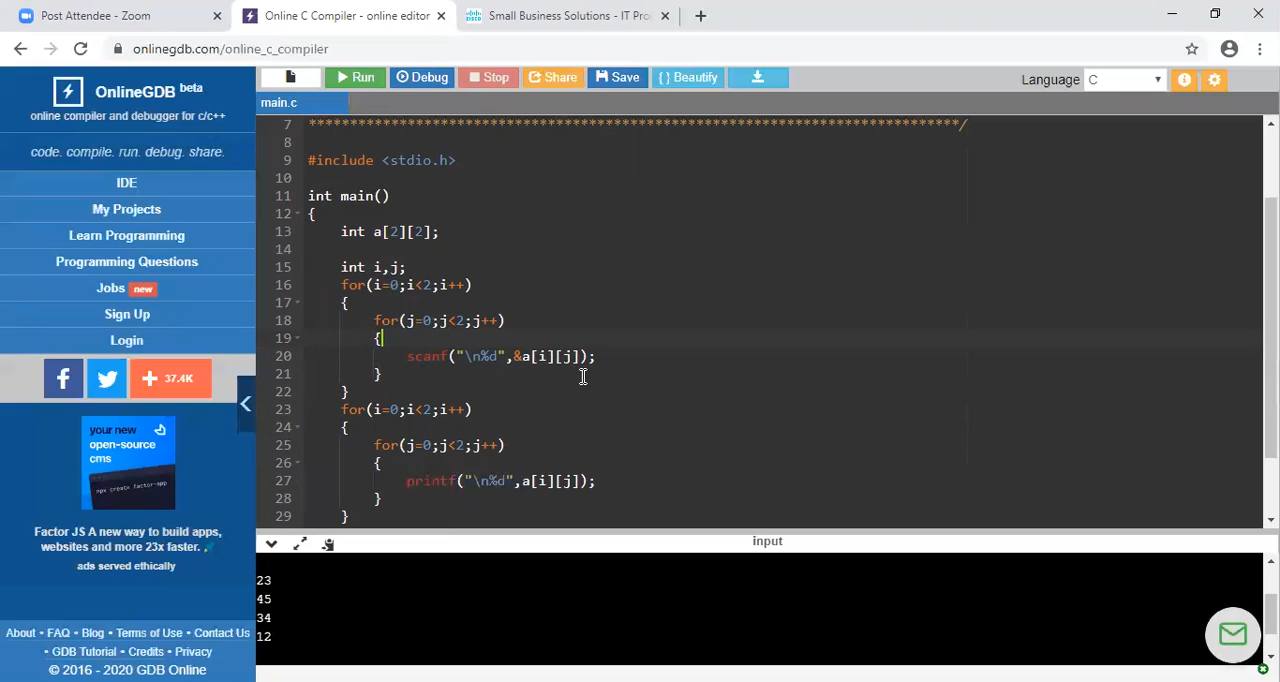 Post Attendee - Zoom
Online C Compiler - online editor
Small Business Solutions - IT Pro
onlinegdb.com/online_c_compiler
OnlineGDB beta
online compiler and debugger for c/c++
code. compile. run. debug. share.
IDE
My Projects
Learn Programming
Programming Questions
Jobs new
Sign Up
Login
37.4K
your new
open-source
cms
npx create factor-app
Factor JS A new way to build apps,
websites and more 23x faster.
ads served ethically
About • FAQ • Blog • Terms of Use • Contact Us
• GDB Tutorial • Credits • Privacy
© 2016 - 2020 GDB Online
Run Debug Stop Share Save { } Beautify
Language C
main.c
7 ********************************************************************************/
8
9 #include <stdio.h>
10
11 int main()
12 {
13 int a[2][2];
14
15 int i,j;
16 for(i=0;i<2;i++)
17 {
18 for(j=0;j<2;j++)
19 {
20 scanf("\n%d",&a[i][j]);
21 }
22 }
23 for(i=0;i<2;i++)
24 {
25 for(j=0;j<2;j++)
26 {
27 printf("\n%d",a[i][j]);
28 }
29 }
input
23
45
34
12